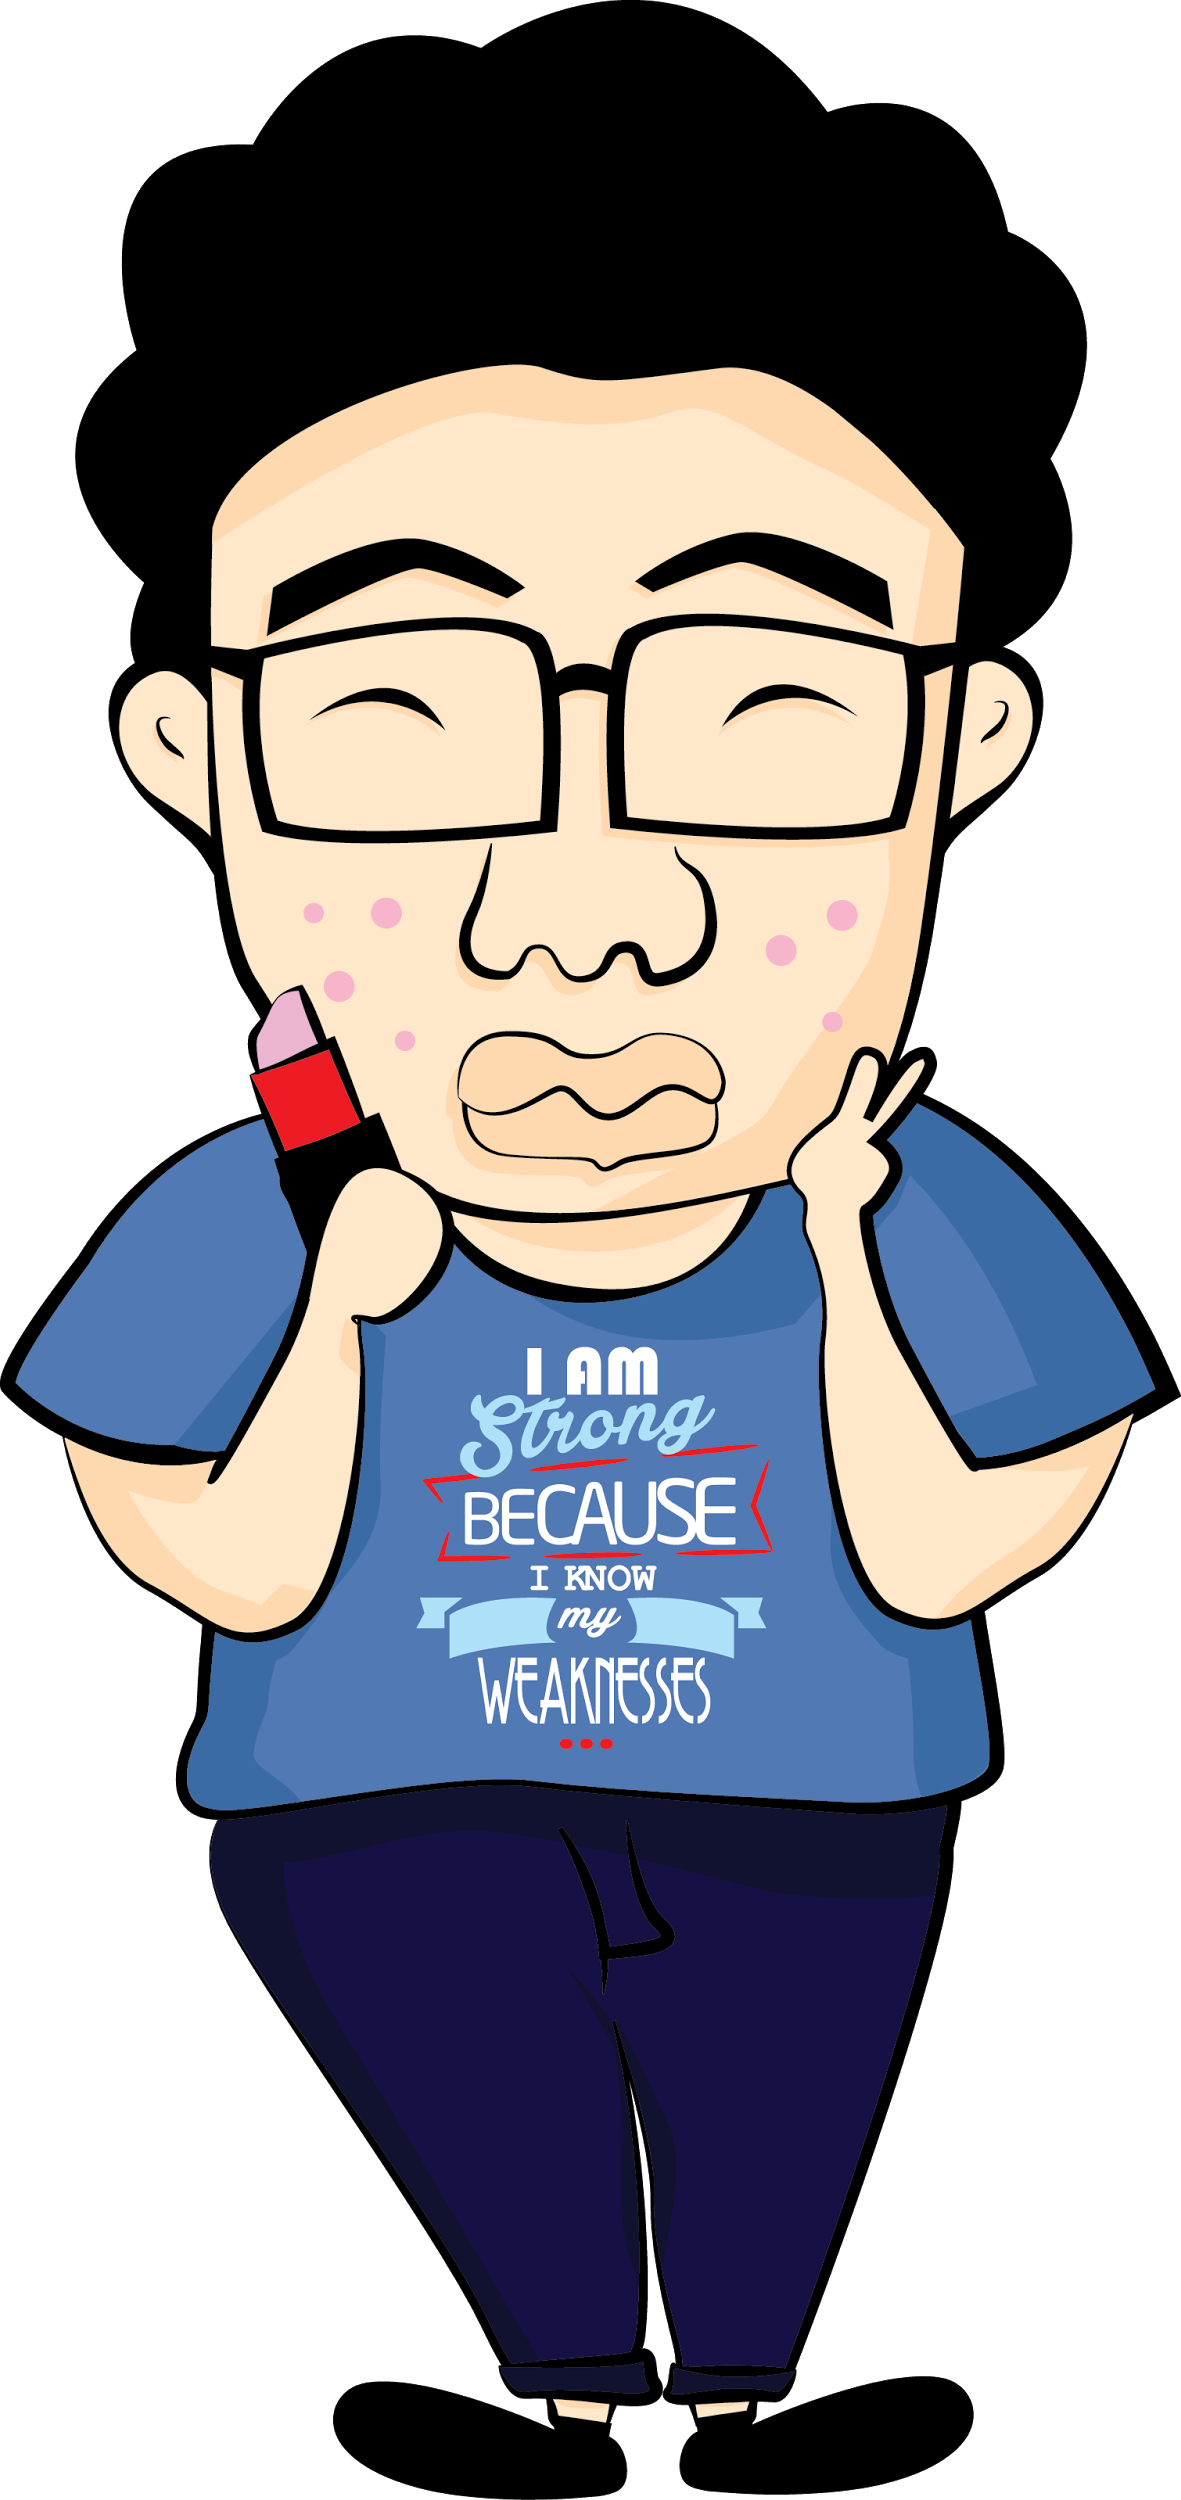 I AM
Strong
BECAUSE
I KNOW
my
WEAKNESSES
...